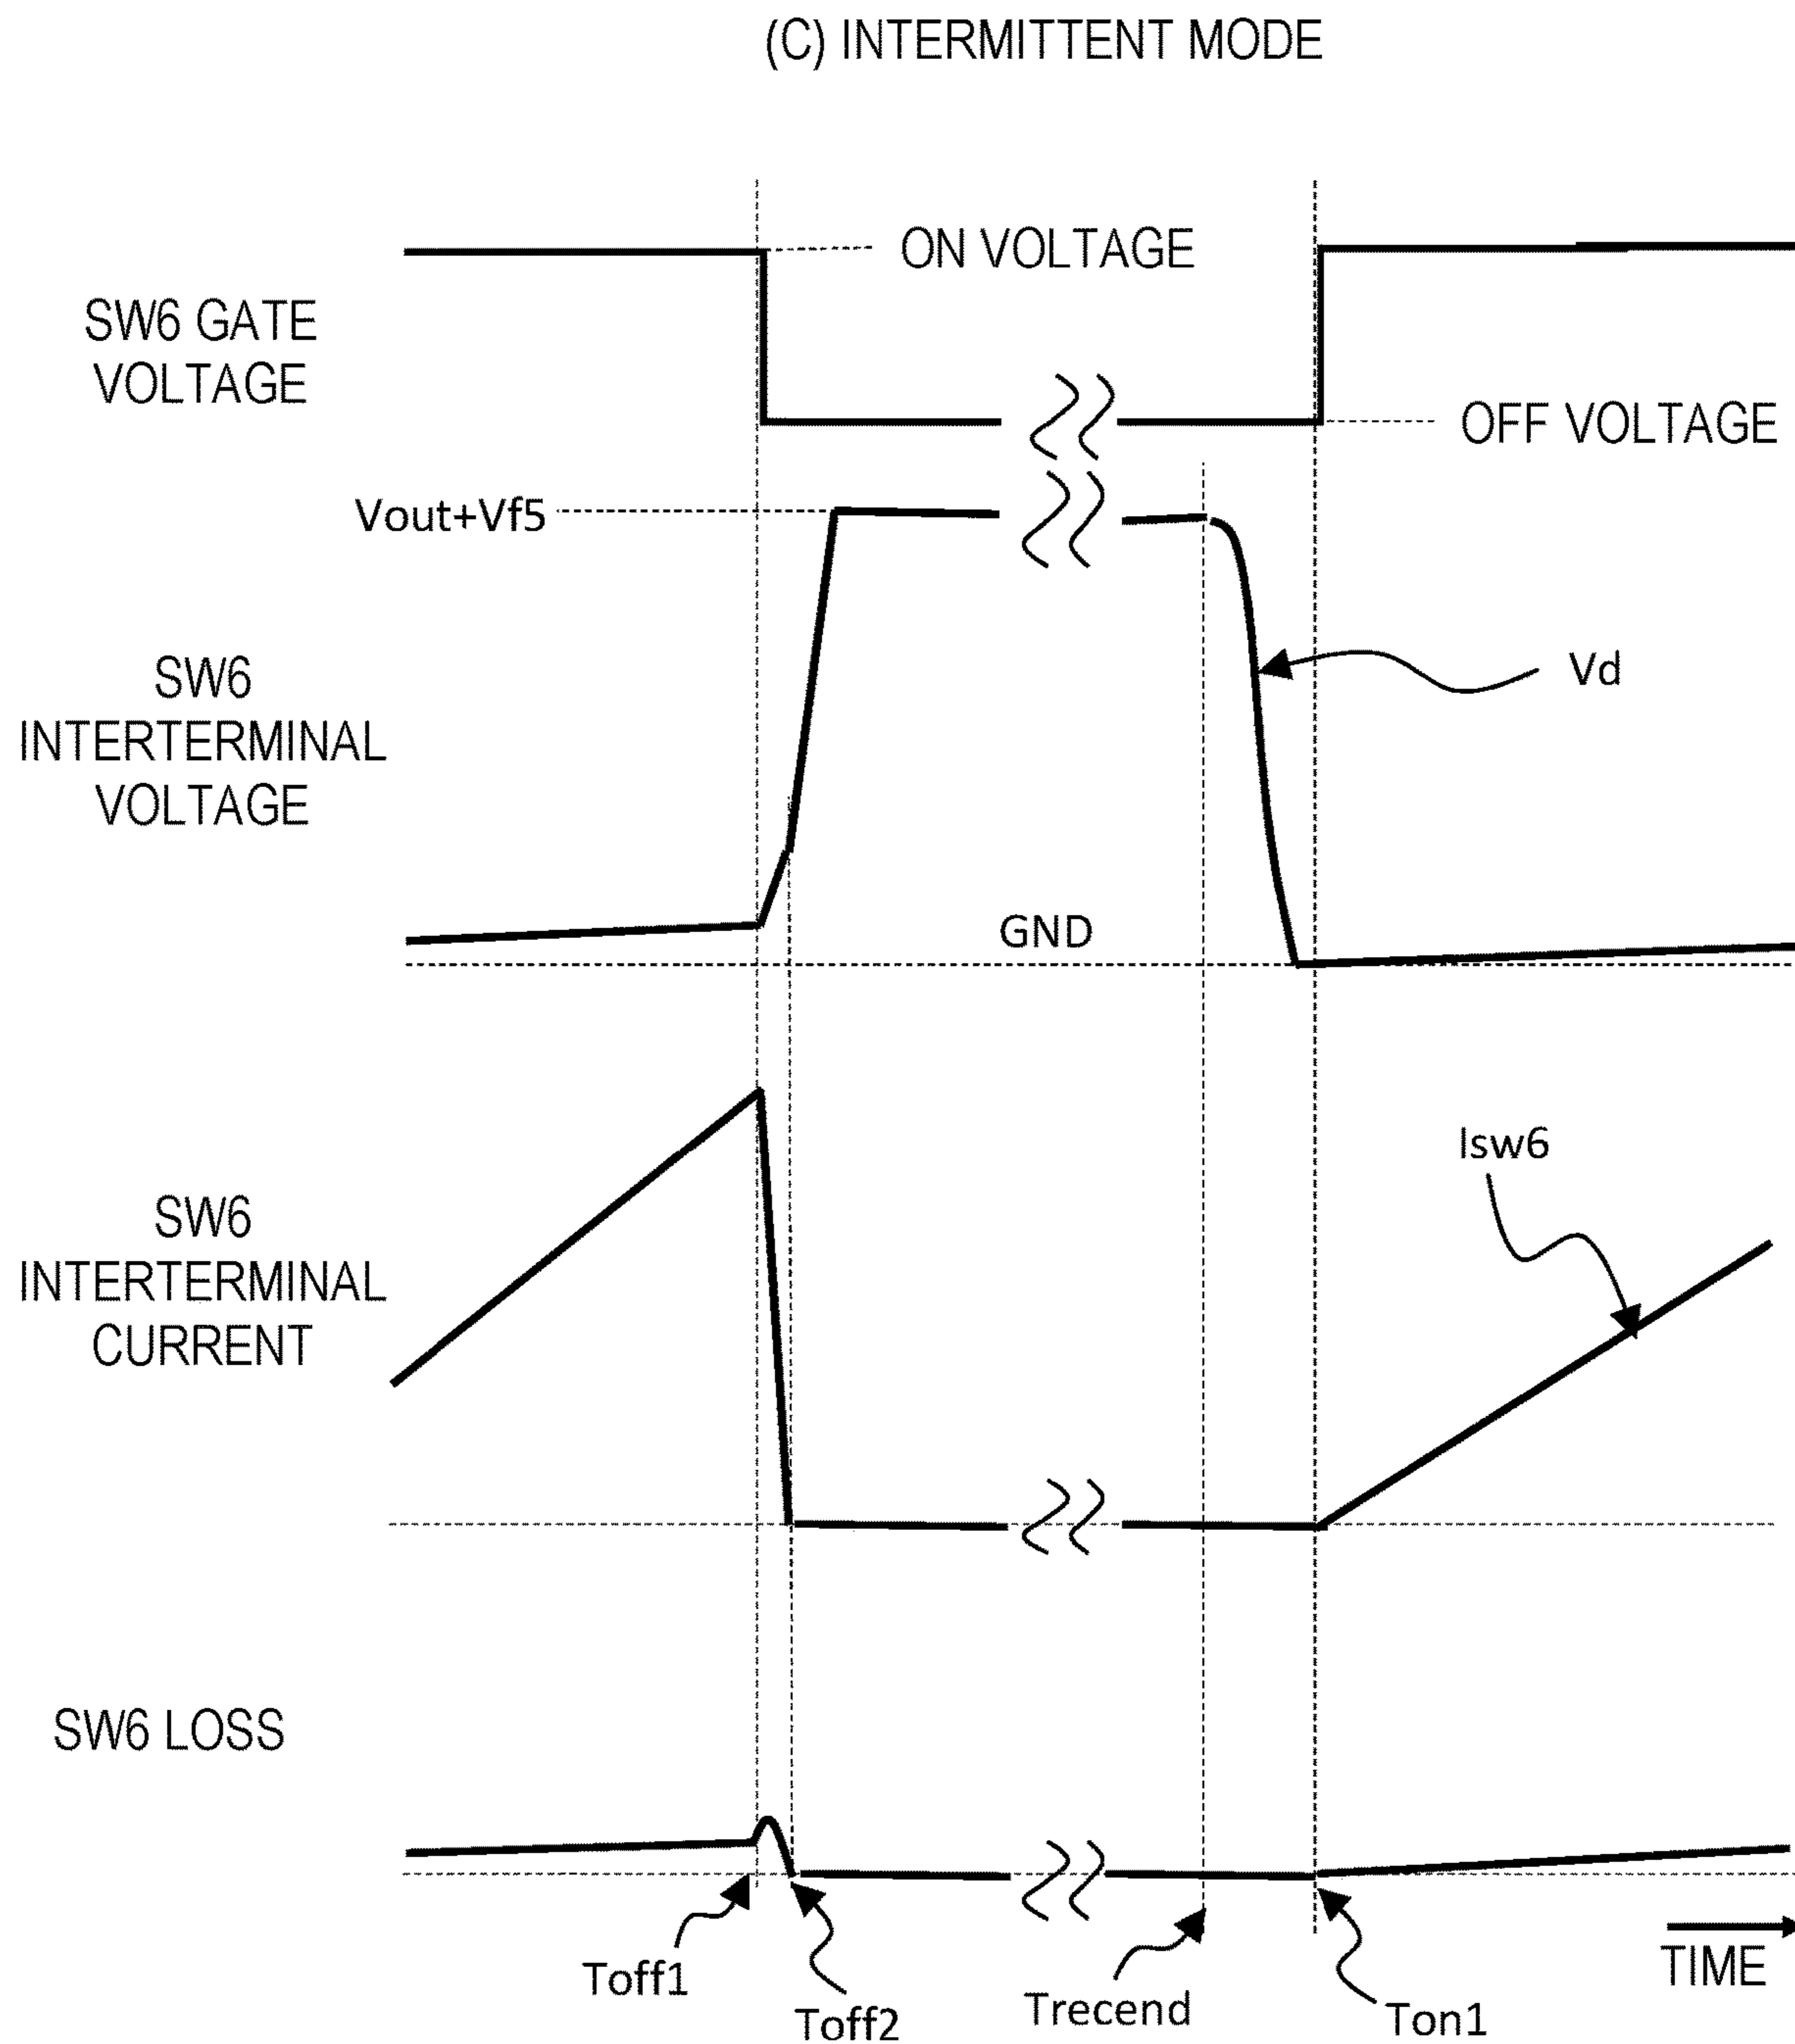 (C) INTERMITTENT MODE
ON VOLTAGE
SW6 GATE
VOLTAGE
OFF VOLTAGE
Vout+Vf5
Vd
SW6
INTERTERMINAL
VOLTAGE
GND
Isw6
SW6
INTERTERMINAL
CURRENT
SW6 LOSS
Toff1
Toff2
Trecend
Ton1
TIME